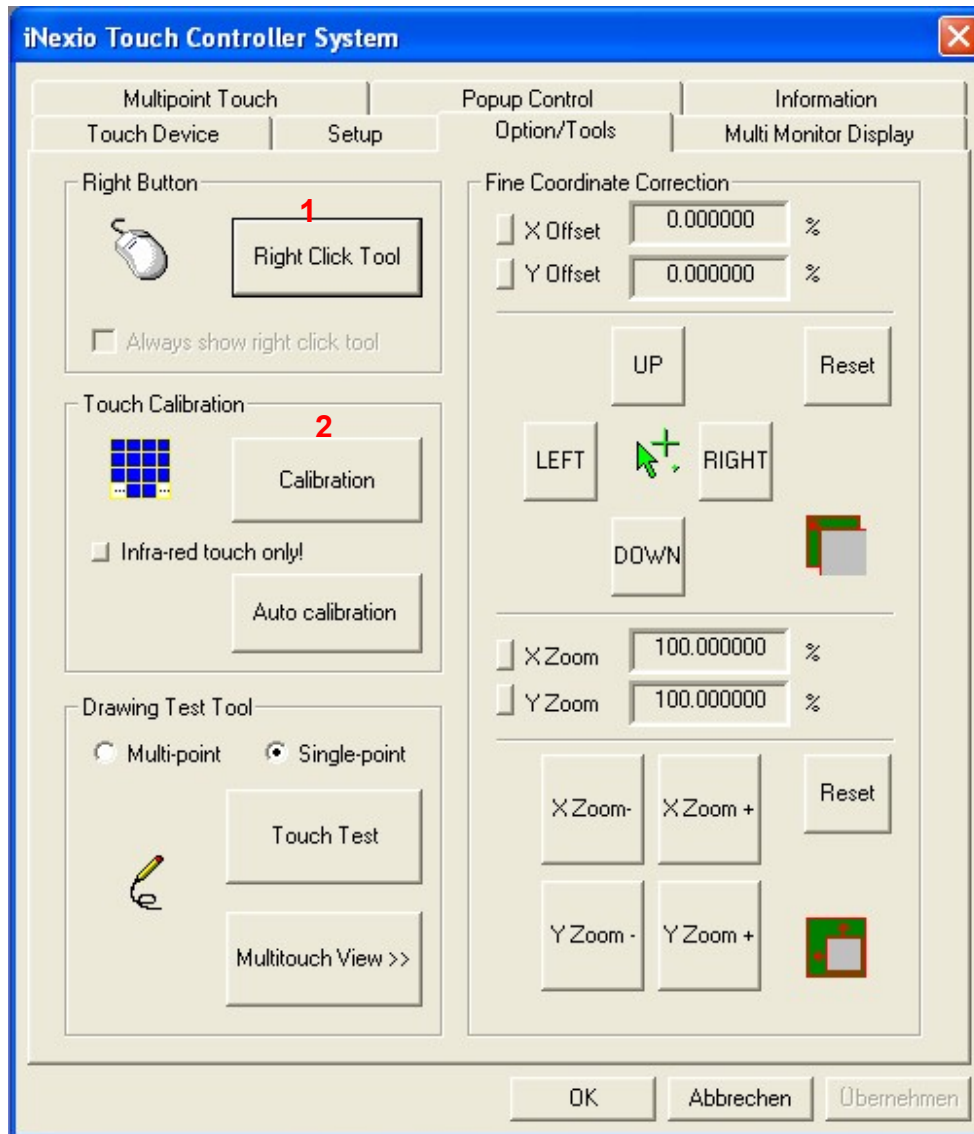 iNexio Touch Controller System
Multipoint Touch
Popup Control
Information
Touch Device
Setup
Option/Tools
Multi Monitor Display
Right Button
1
Right Click Tool
Always show right click tool
Touch Calibration
2
Calibration
Infra-red touch only!
Auto calibration
Drawing Test Tool
Multi-point
Single-point
Touch Test
Multitouch View >>
Fine Coordinate Correction
X Offset 0.000000 %
Y Offset 0.000000 %
UP
Reset
LEFT
RIGHT
DOWN
X Zoom 100.000000 %
Y Zoom 100.000000 %
X Zoom-
X Zoom +
Reset
Y Zoom -
Y Zoom +
OK
Abbrechen
Übernehmen